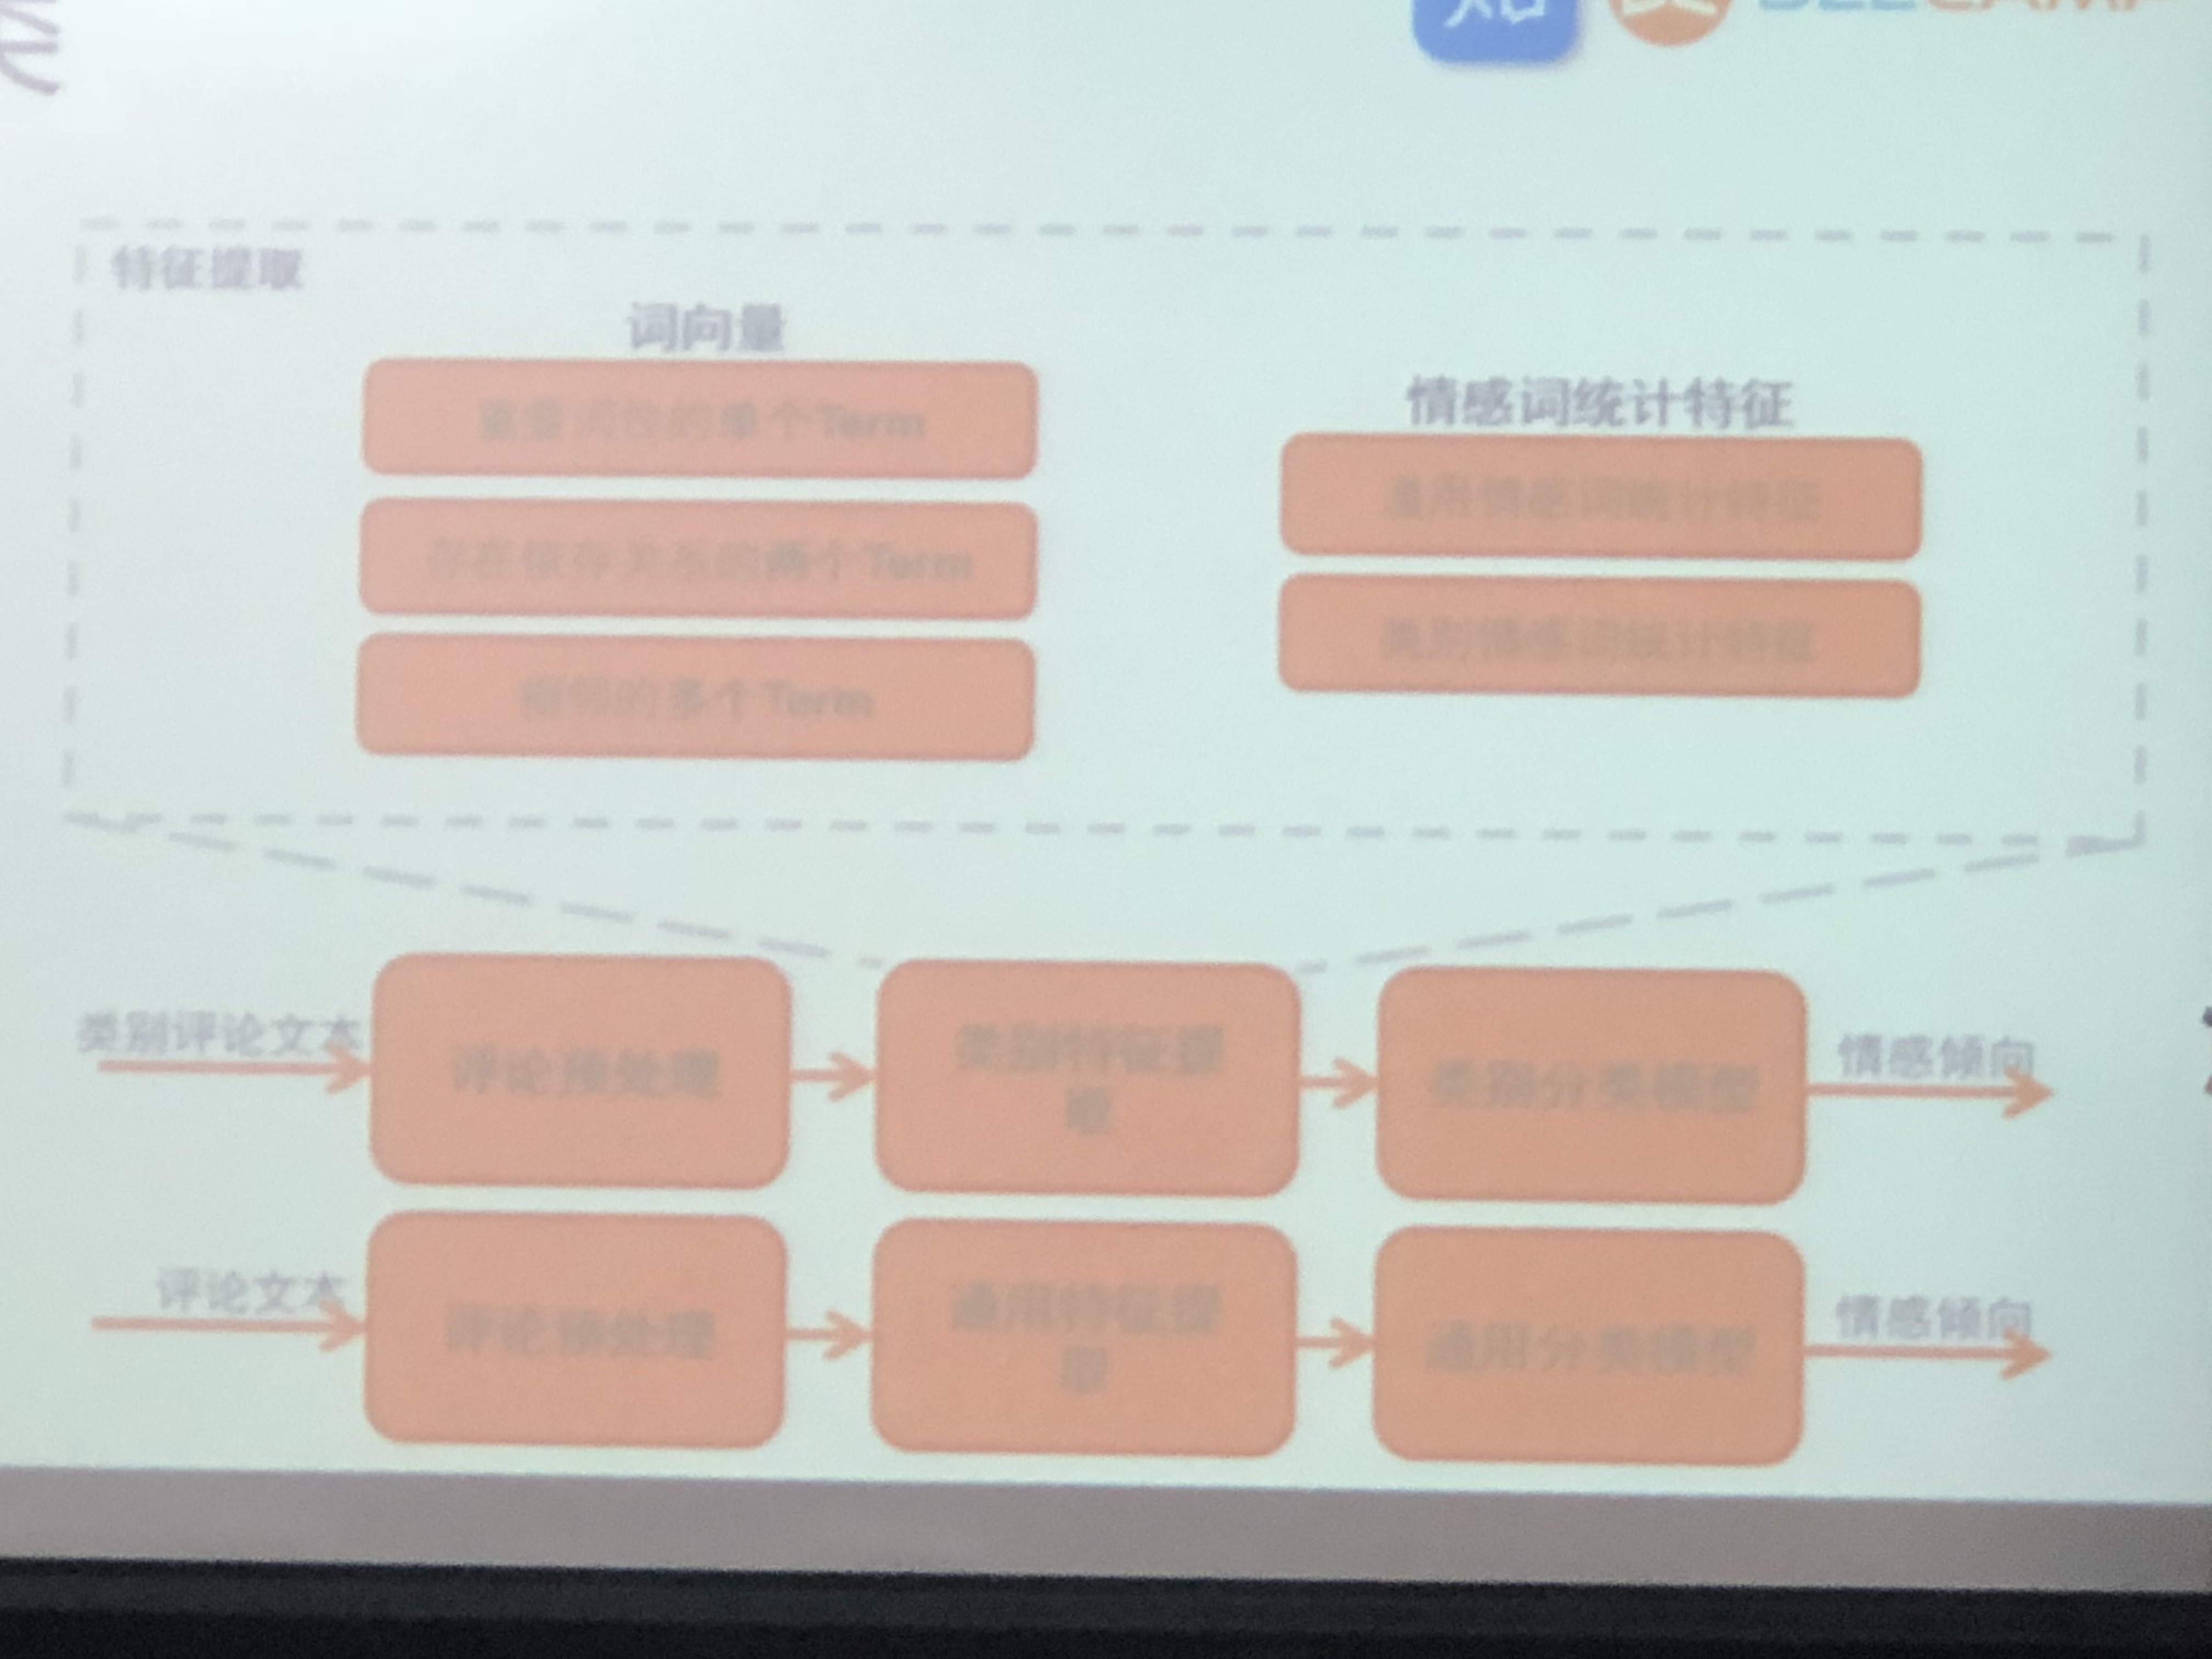 特征提取
词向量
重要词性的单个Term
存在依存关系的两个Term
相邻的多个Term
情感词统计特征
通用情感词统计特征
类别情感词统计特征
类别评论文本
评论预处理
类别特征提
取
类别分类模型
情感倾向
评论文本
评论预处理
通用特征提
取
通用分类模型
情感倾向